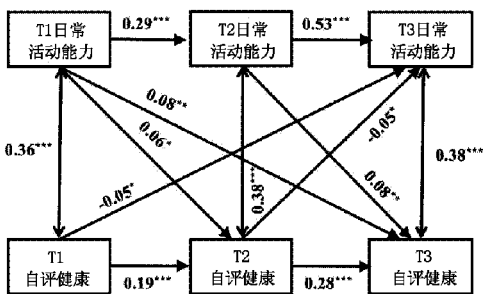 0.29***
0.53***
T1日常
活动能力
T2日常
活动能力
T3日常
活动能力
0.08**
0.06*
-0.05*
0.36***
0.38***
0.38***
-0.05*
0.08**
T1
自评健康
T2
自评健康
T3
自评健康
0.19***
0.28***